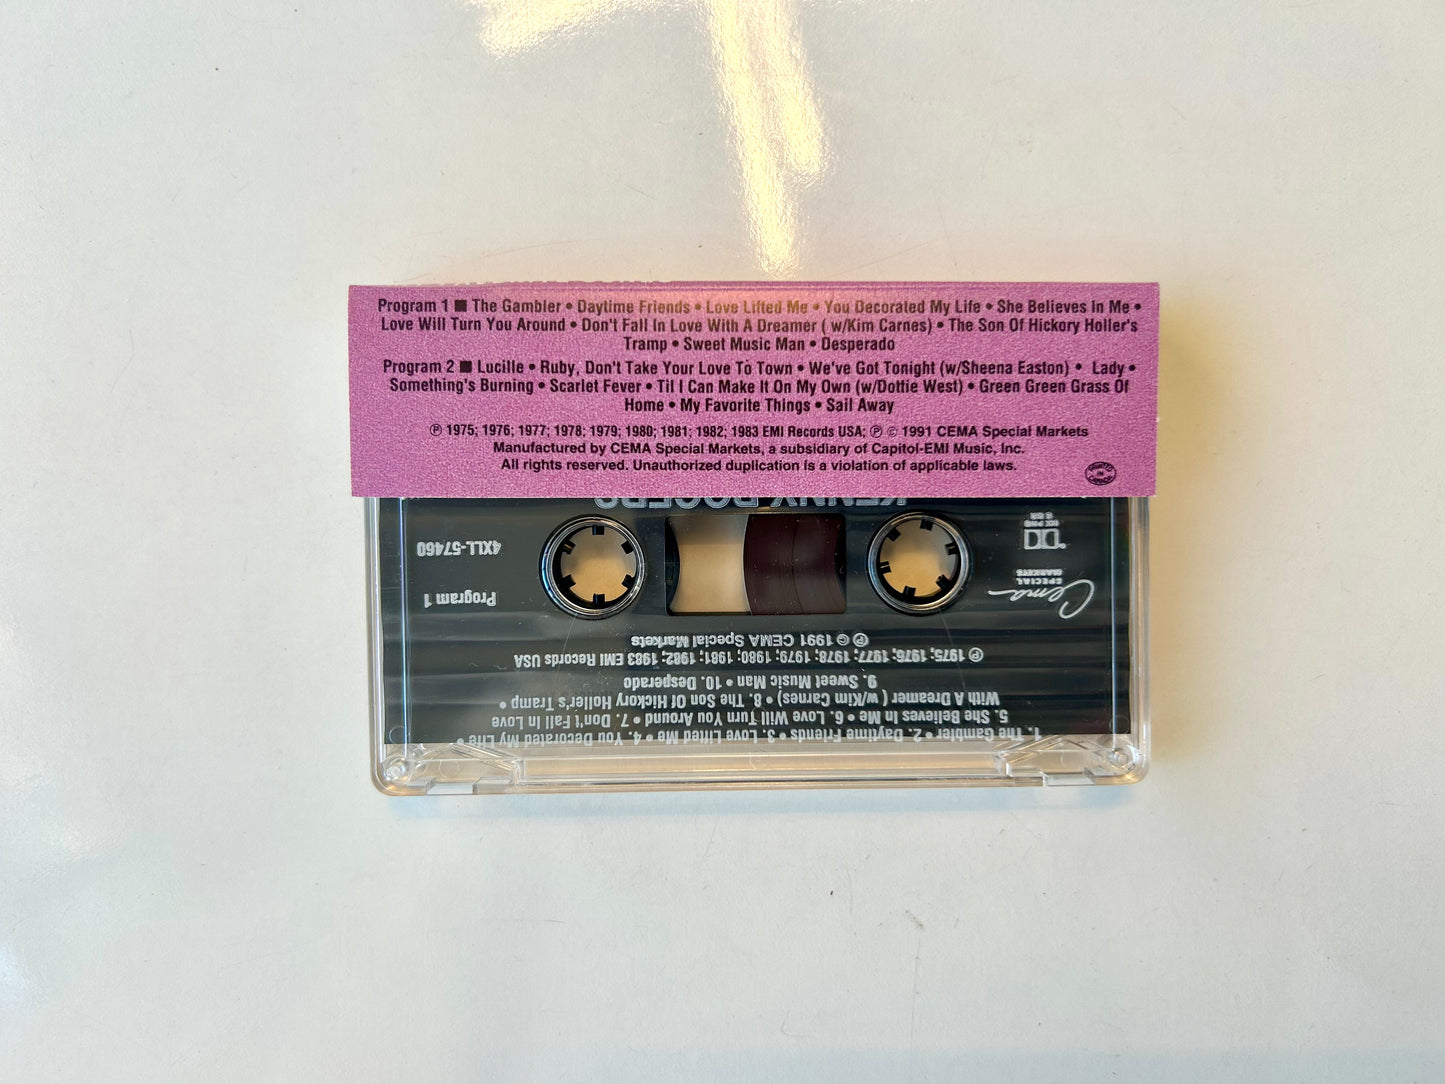 Program 1 ■ The Gambler • Daytime Friends • Love Lifted Me • You Decorated My Life • She Believes In Me •
Love Will Turn You Around • Don't Fall In Love With A Dreamer ( w/Kim Carnes) • The Son Of Hickory Holler's
Tramp • Sweet Music Man • Desperado
Program 2 ■ Lucille • Ruby, Don't Take Your Love To Town • We've Got Tonight (w/Sheena Easton) • Lady •
Something's Burning • Scarlet Fever • Til I Can Make It On My Own (w/Dottie West) • Green Green Grass Of
Home • My Favorite Things • Sail Away
℗ 1975; 1976; 1977; 1978; 1979; 1980; 1981; 1982; 1983 EMI Records USA; ℗ © 1991 CEMA Special Markets
Manufactured by CEMA Special Markets, a subsidiary of Capitol-EMI Music, Inc.
All rights reserved. Unauthorized duplication is a violation of applicable laws.
PRINTED IN CANADA
KENNY ROGERS
4XLL-57460
HX PRO
B NR
Program 1
Cema
SPECIAL
MARKETS
℗ © 1991 CEMA Special Markets
℗ 1975; 1976; 1977; 1978; 1979; 1980; 1981; 1982; 1983 EMI Records USA
1. The Gambler • 2. Daytime Friends • 3. Love Lifted Me • 4. You Decorated My Life •
5. She Believes In Me • 6. Love Will Turn You Around • 7. Don't Fall In Love
With A Dreamer ( w/Kim Carnes) • 8. The Son Of Hickory Holler's Tramp •
9. Sweet Music Man • 10. Desperado